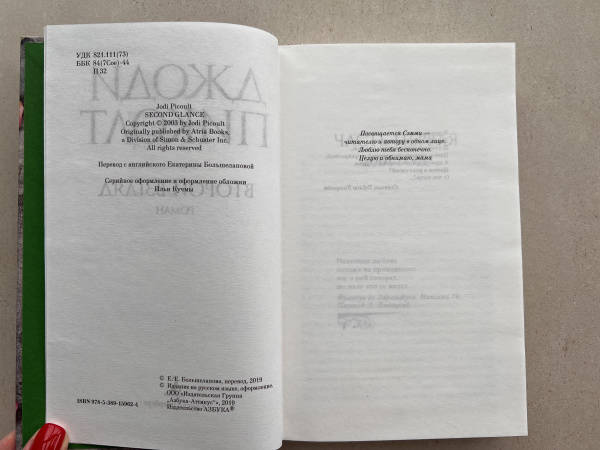 УДК 821.111(73)
ББК 84(7Сое)-44
П 32
Jodi Picoult
SECOND GLANCE
Copyright © 2003 by Jodi Picoult
Originally published by Atria Books,
a Division of Simon & Schuster Inc.
All rights reserved
Перевод с английского Екатерины Большелаповой
Серийное оформление и оформление обложки
Ильи Кучмы
© Е. Е. Большелапова, перевод, 2019
© Издание на русском языке, оформление.
ООО «Издательская Группа
„Азбука-Аттикус“», 2019
Издательство АЗБУКА®
ISBN 978-5-389-15962-4
Посвящается Сэмми —
читателю и автору в одном лице.
Люблю тебя бесконечно.
Целую и обнимаю, мама